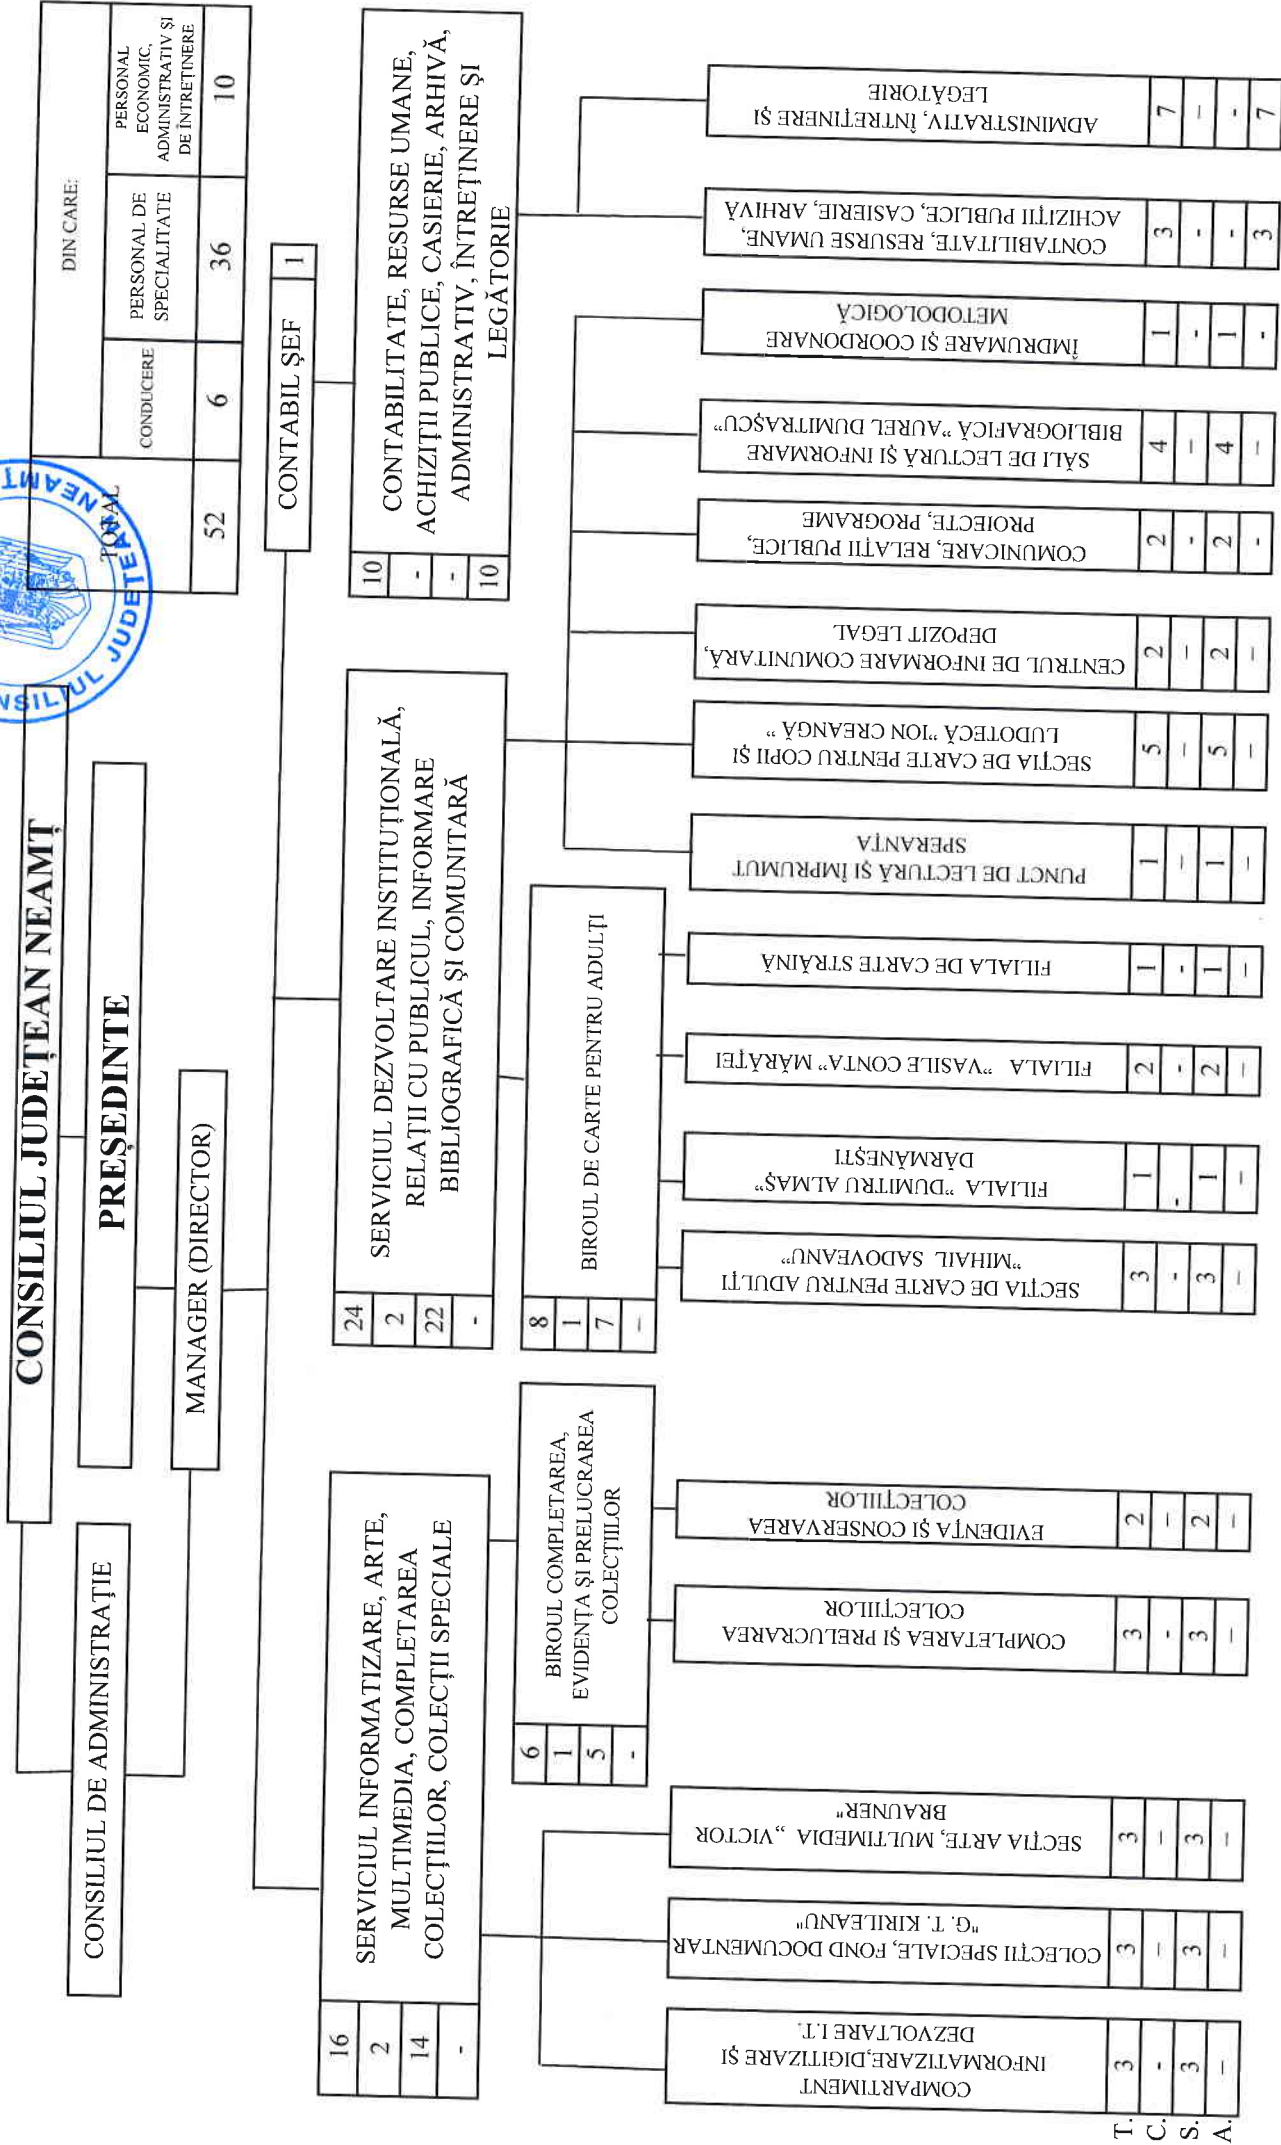 CONSILIUL JUDEȚEAN NEAMȚ
PREȘEDINTE
MANAGER (DIRECTOR)
CONSILIUL DE ADMINISTRAȚIE
NSILIUL JUDEȚEAN NEAMȚ
TOTAL
DIN CARE:
CONDUCERE
PERSONAL DE
SPECIALITATE
PERSONAL
ECONOMIC,
ADMINISTRATIV ȘI
DE ÎNTREȚINERE
52 6 36 10
CONTABIL ȘEF 1
16
2
14
-
SERVICIUL INFORMATIZARE, ARTE,
MULTIMEDIA, COMPLETAREA
COLECȚIILOR, COLECȚII SPECIALE
24
2
22
-
SERVICIUL DEZVOLTARE INSTITUȚIONALĂ,
RELAȚII CU PUBLICUL, INFORMARE
BIBLIOGRAFICĂ ȘI COMUNITARĂ
10
-
-
10
CONTABILITATE, RESURSE UMANE,
ACHIZIȚII PUBLICE, CASIERIE, ARHIVĂ,
ADMINISTRATIV, ÎNTREȚINERE ȘI
LEGĂTORIE
6
1
5
-
BIROUL COMPLETAREA,
EVIDENȚA ȘI PRELUCRAREA
COLECȚIILOR
8
1
7
–
BIROUL DE CARTE PENTRU ADULȚI
T.
C.
S.
A.
COMPARTIMENT
INFORMATIZARE,DIGITIZARE ȘI
DEZVOLTARE I.T.
3
-
3
–
COLECȚII SPECIALE, FOND DOCUMENTAR
"G. T. KIRILEANU"
3
–
3
–
SECȚIA ARTE, MULTIMEDIA ,,VICTOR
BRAUNER"
3
–
3
–
COMPLETAREA ȘI PRELUCRAREA
COLECȚIILOR
3
-
3
–
EVIDENȚA ȘI CONSERVAREA
COLECȚIILOR
2
–
2
–
SECȚIA DE CARTE PENTRU ADULȚI
"MIHAIL SADOVEANU"
3
-
3
–
FILIALA "DUMITRU ALMAȘ"
DĂRMĂNEȘTI
1
-
1
–
FILIALA "VASILE CONTA" MĂRĂȚEI
2
-
2
–
FILIALA DE CARTE STRĂINĂ
1
-
1
–
PUNCT DE LECTURĂ ȘI ÎMPRUMUT
SPERANȚA
1
–
1
–
SECȚIA DE CARTE PENTRU COPII ȘI
LUDOTECĂ "ION CREANGĂ "
5
–
5
–
CENTRUL DE INFORMARE COMUNITARĂ,
DEPOZIT LEGAL
2
–
2
–
COMUNICARE, RELAȚII PUBLICE,
PROIECTE, PROGRAME
2
-
2
-
SĂLI DE LECTURĂ ȘI INFORMARE
BIBLIOGRAFICĂ "AUREL DUMITRAȘCU"
4
–
4
–
ÎMDRUMARE ȘI COORDONARE
METODOLOGICĂ
1
-
1
-
CONTABILITATE, RESURSE UMANE,
ACHIZIȚII PUBLICE, CASIERIE, ARHIVĂ
3
-
-
3
ADMINISTRATIV, ÎNTREȚINERE ȘI
LEGĂTORIE
7
–
-
7